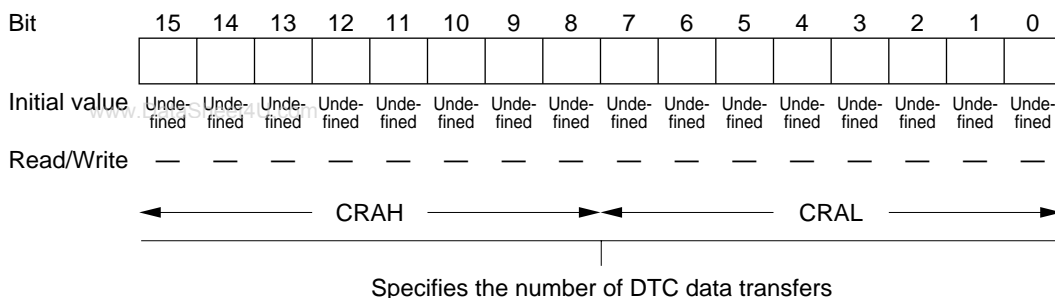 Bit 15 14 13 12 11 10 9 8 7 6 5 4 3 2 1 0
Initial value Unde- Unde- Unde- Unde- Unde- Unde- Unde- Unde- Unde- Unde- Unde- Unde- Unde- Unde- Unde- Unde-
fined fined fined fined fined fined fined fined fined fined fined fined fined fined fined fined
www.DataSheet4U.com
Read/Write — — — — — — — — — — — — — — — —
CRAH CRAL
Specifies the number of DTC data transfers